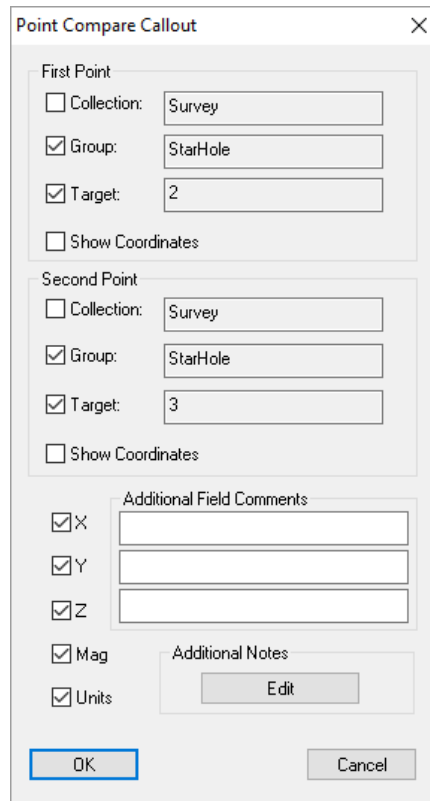 Point Compare Callout
First Point
Collection: Survey
Group: StarHole
Target: 2
Show Coordinates
Second Point
Collection: Survey
Group: StarHole
Target: 3
Show Coordinates
Additional Field Comments
X
Y
Z
Mag
Additional Notes
Edit
Units
OK Cancel